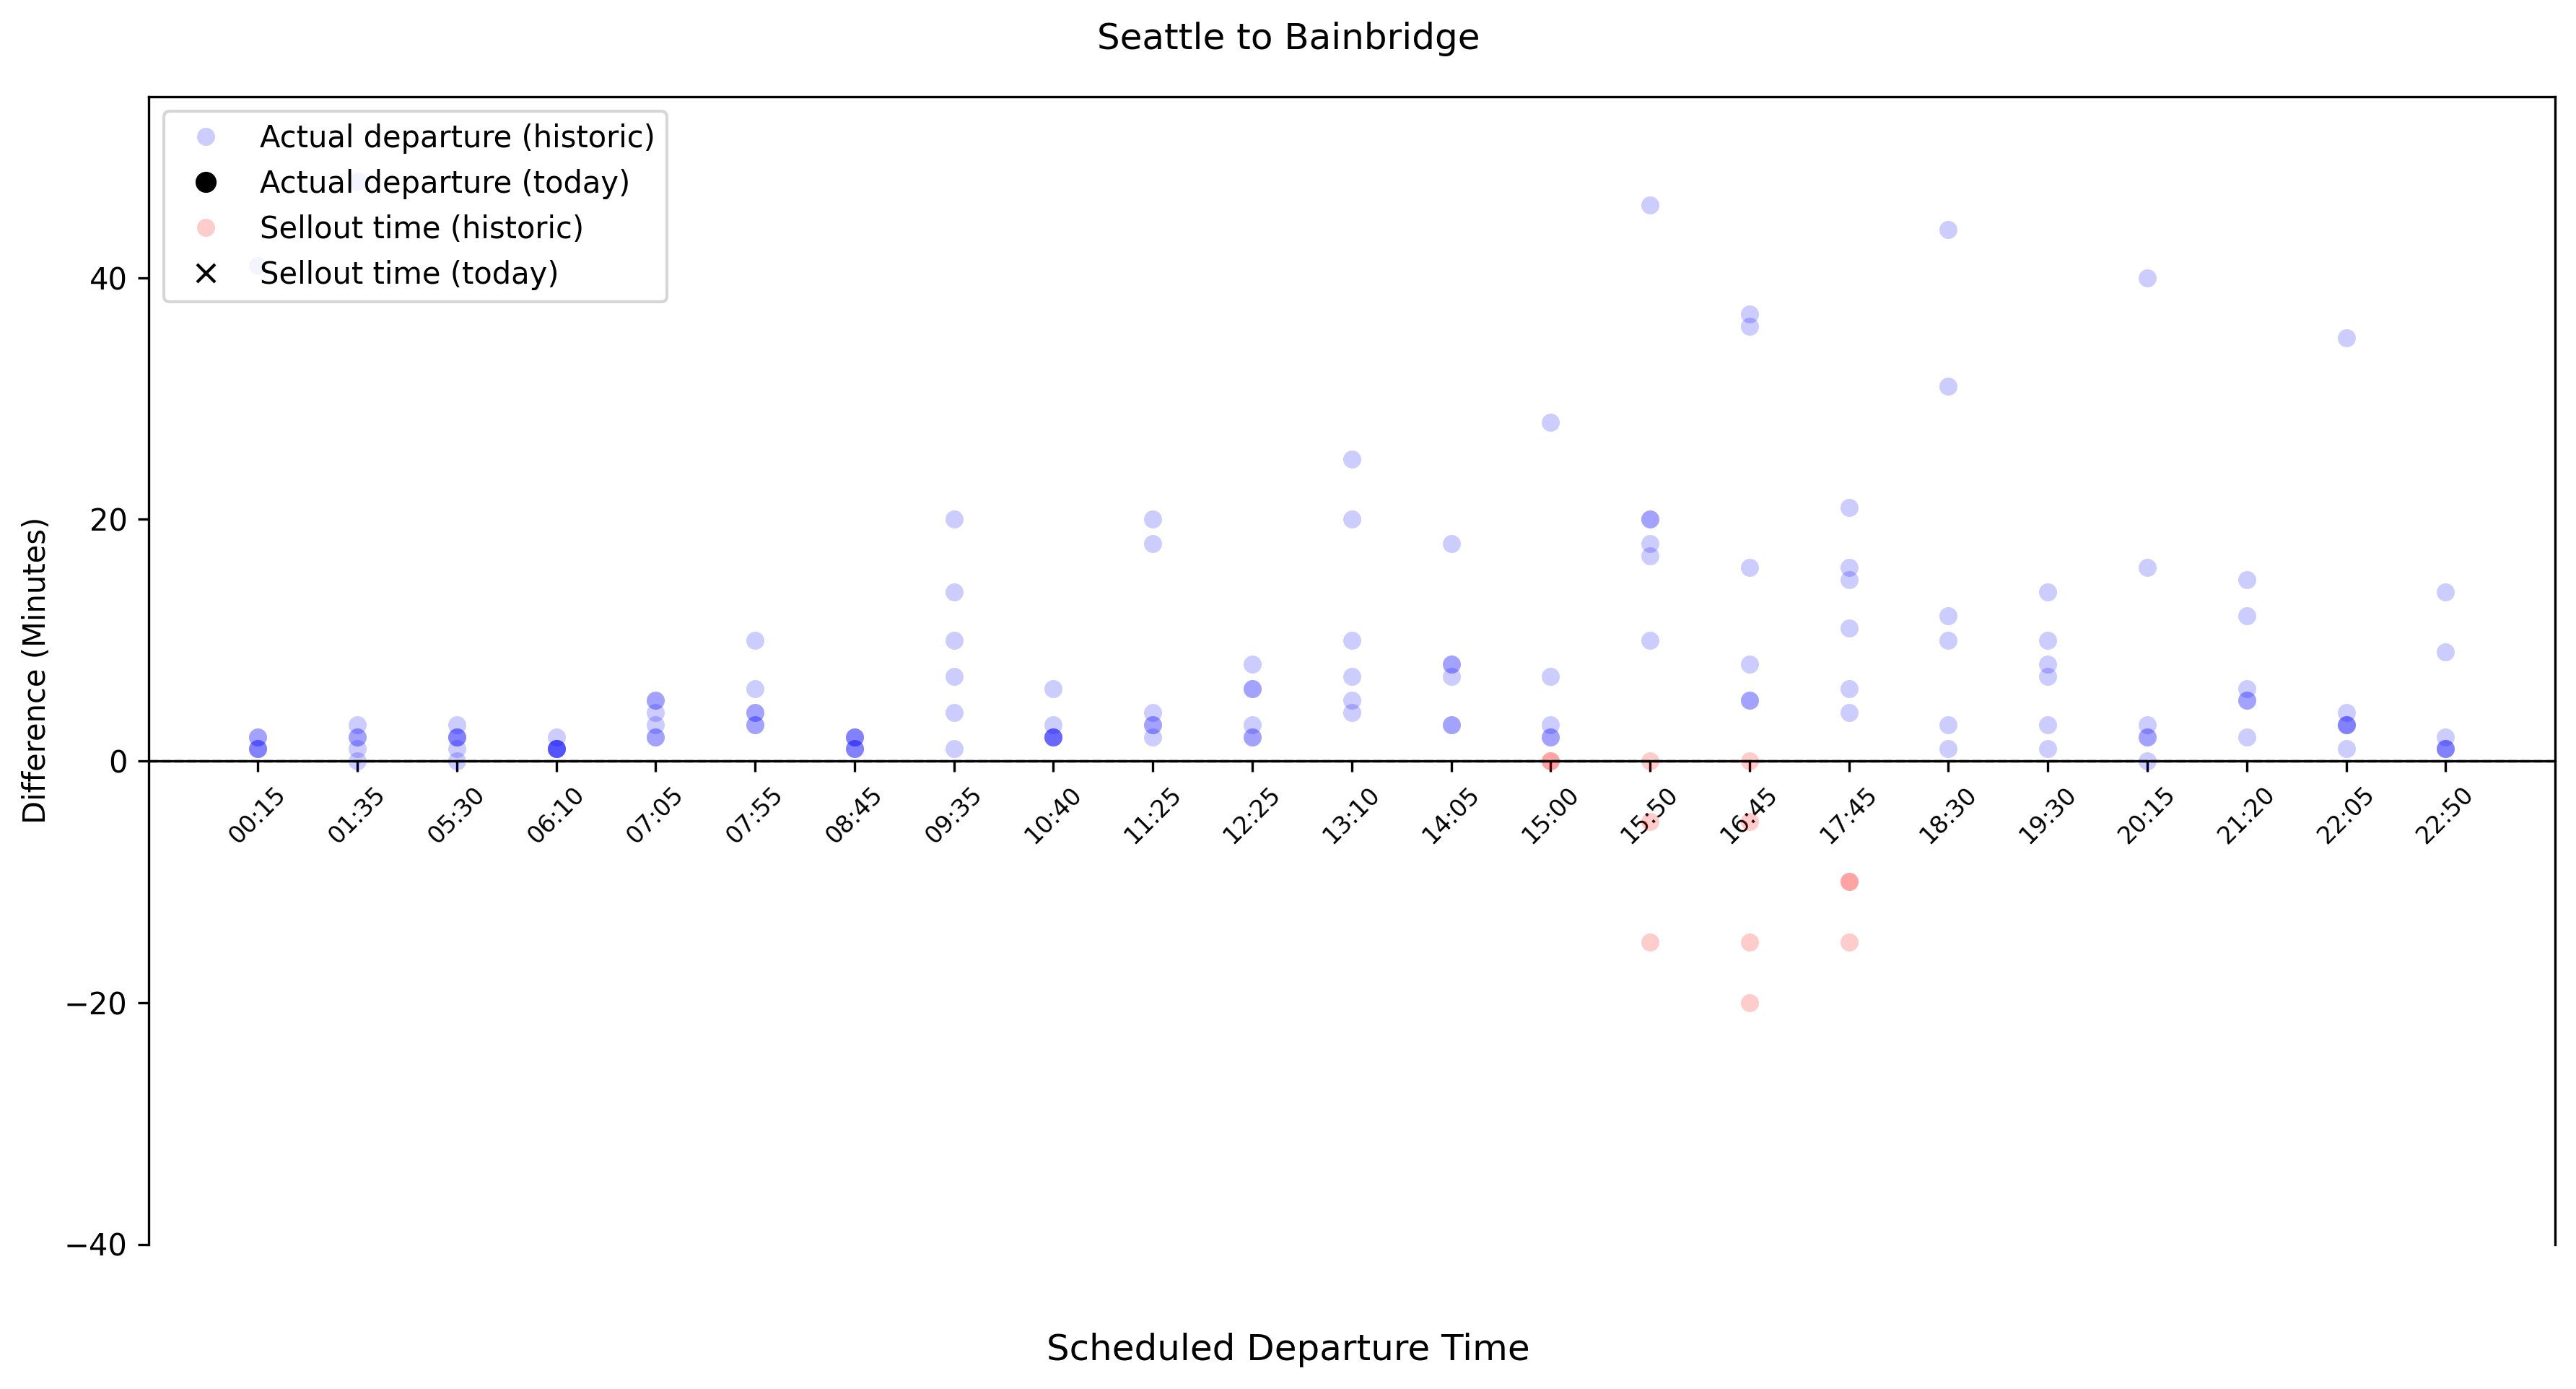 Seattle to Bainbridge
Actual departure (historic)
Actual departure (today)
Sellout time (historic)
Sellout time (today)
Difference (Minutes)
40
20
0
−20
−40
00:15 01:35 05:30 06:10 07:05 07:55 08:45 09:35 10:40 11:25 12:25 13:10 14:05 15:00 15:50 16:45 17:45 18:30 19:30 20:15 21:20 22:05 22:50
Scheduled Departure Time